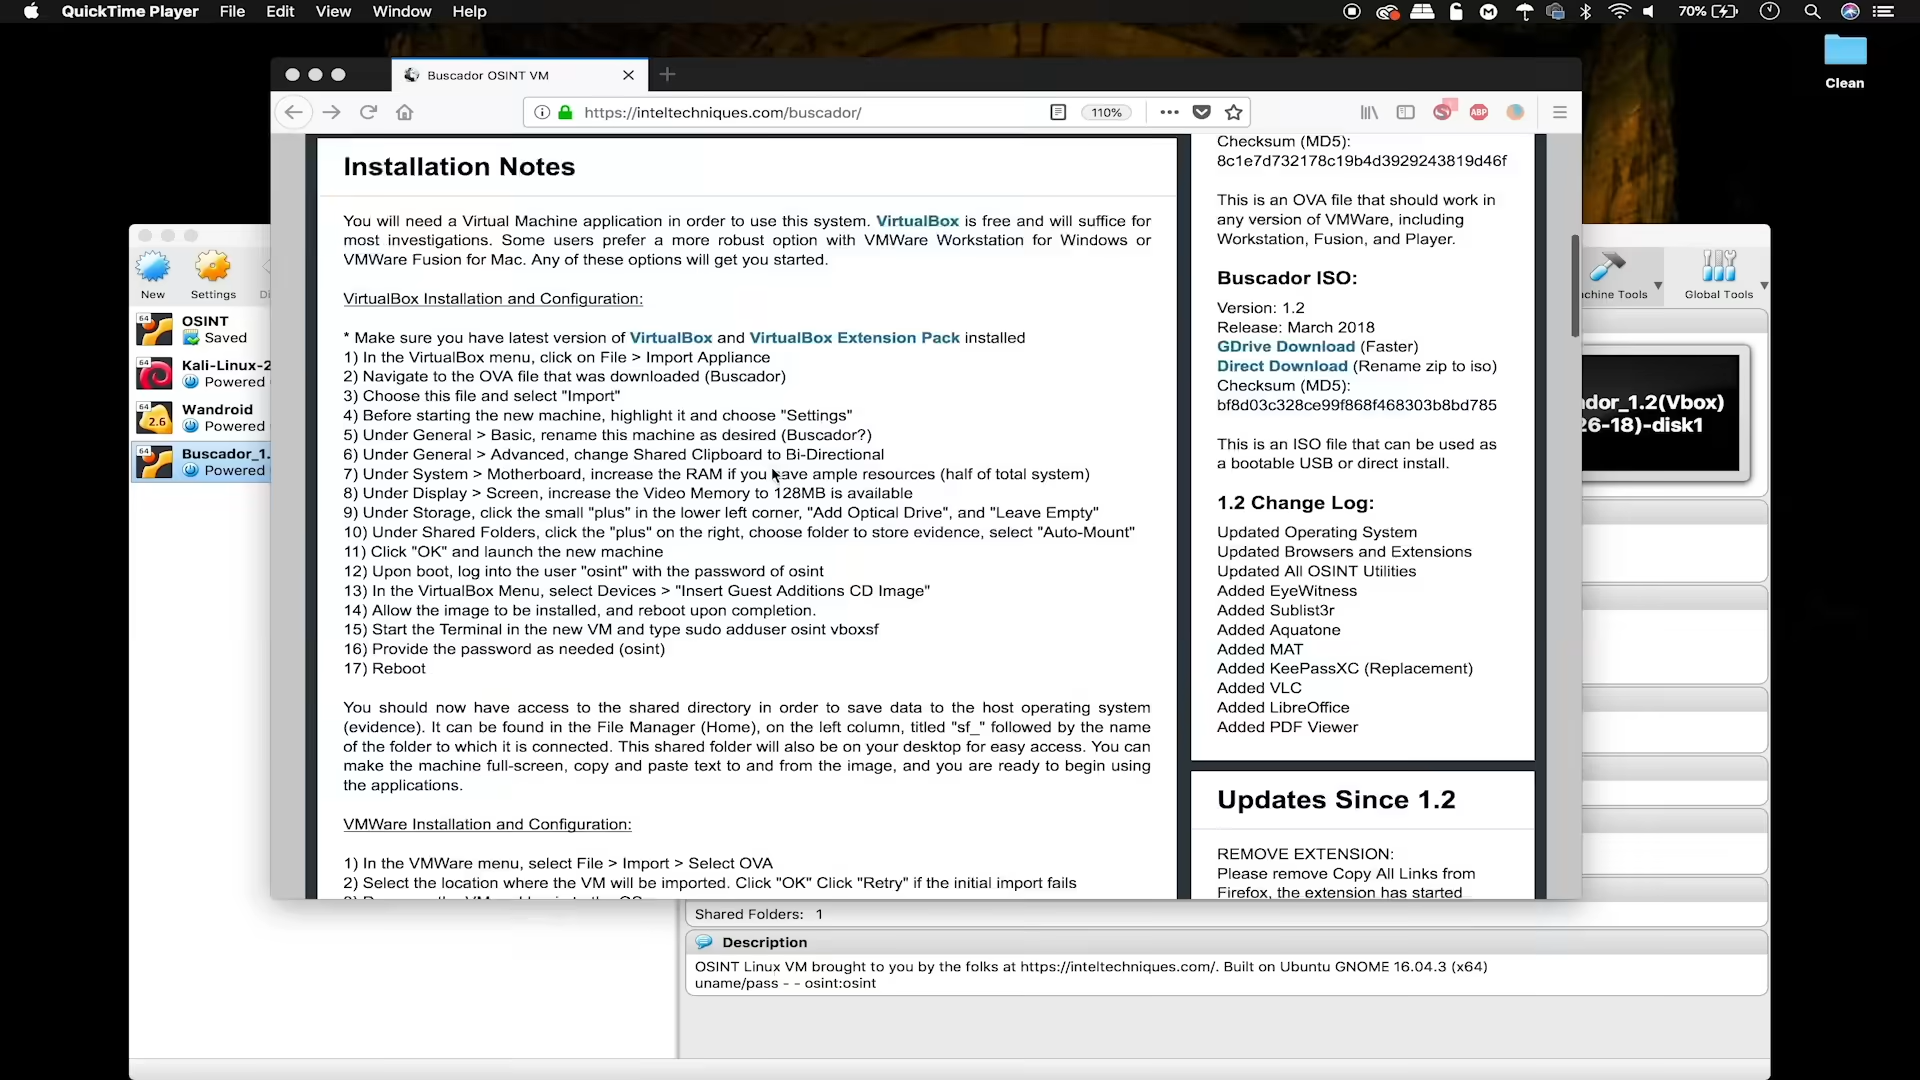 QuickTime Player File Edit View Window Help
70%
Clean
Buscador OSINT VM
https://inteltechniques.com/buscador/
110%
ABP
Installation Notes
You will need a Virtual Machine application in order to use this system. VirtualBox is free and will suffice for
most investigations. Some users prefer a more robust option with VMWare Workstation for Windows or
VMWare Fusion for Mac. Any of these options will get you started.
VirtualBox Installation and Configuration:
* Make sure you have latest version of VirtualBox and VirtualBox Extension Pack installed
1) In the VirtualBox menu, click on File > Import Appliance
2) Navigate to the OVA file that was downloaded (Buscador)
3) Choose this file and select "Import"
4) Before starting the new machine, highlight it and choose "Settings"
5) Under General > Basic, rename this machine as desired (Buscador?)
6) Under General > Advanced, change Shared Clipboard to Bi-Directional
7) Under System > Motherboard, increase the RAM if you have ample resources (half of total system)
8) Under Display > Screen, increase the Video Memory to 128MB is available
9) Under Storage, click the small "plus" in the lower left corner, "Add Optical Drive", and "Leave Empty"
10) Under Shared Folders, click the "plus" on the right, choose folder to store evidence, select "Auto-Mount"
11) Click "OK" and launch the new machine
12) Upon boot, log into the user "osint" with the password of osint
13) In the VirtualBox Menu, select Devices > "Insert Guest Additions CD Image"
14) Allow the image to be installed, and reboot upon completion.
15) Start the Terminal in the new VM and type sudo adduser osint vboxsf
16) Provide the password as needed (osint)
17) Reboot
You should now have access to the shared directory in order to save data to the host operating system
(evidence). It can be found in the File Manager (Home), on the left column, titled "sf_" followed by the name
of the folder to which it is connected. This shared folder will also be on your desktop for easy access. You can
make the machine full-screen, copy and paste text to and from the image, and you are ready to begin using
the applications.
VMWare Installation and Configuration:
1) In the VMWare menu, select File > Import > Select OVA
2) Select the location where the VM will be imported. Click "OK" Click "Retry" if the initial import fails
Checksum (MD5):
8c1e7d732178c19b4d3929243819d46f
This is an OVA file that should work in
any version of VMWare, including
Workstation, Fusion, and Player.
Buscador ISO:
Version: 1.2
Release: March 2018
GDrive Download (Faster)
Direct Download (Rename zip to iso)
Checksum (MD5):
bf8d03c328ce99f868f468303b8bd785
This is an ISO file that can be used as
a bootable USB or direct install.
1.2 Change Log:
Updated Operating System
Updated Browsers and Extensions
Updated All OSINT Utilities
Added EyeWitness
Added Sublist3r
Added Aquatone
Added MAT
Added KeePassXC (Replacement)
Added VLC
Added LibreOffice
Added PDF Viewer
Updates Since 1.2
REMOVE EXTENSION:
Please remove Copy All Links from
Firefox, the extension has started
New Settings Di
64 OSINT
Saved
64 Kali-Linux-2
Powered
64 2.6 Wandroid
Powered
64 Buscador_1.
Powered
chine Tools Global Tools
dor_1.2(Vbox)
26-18)-disk1
Shared Folders: 1
Description
OSINT Linux VM brought to you by the folks at https://inteltechniques.com/. Built on Ubuntu GNOME 16.04.3 (x64)
uname/pass - - osint:osint